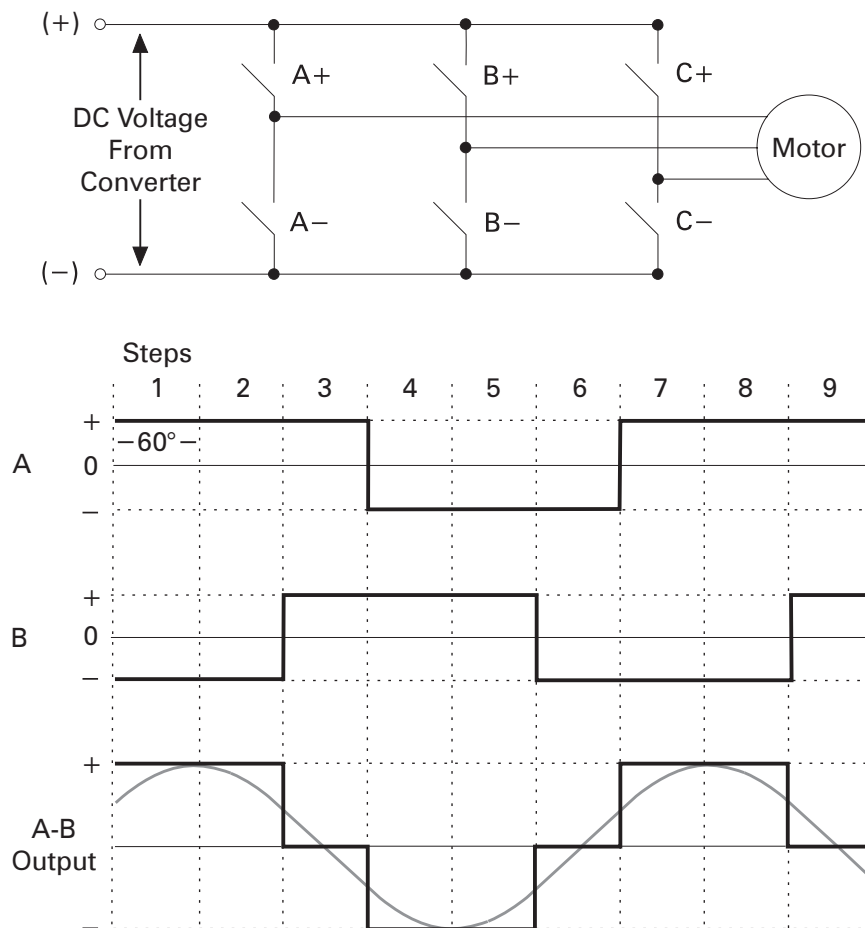 (+)
A+ B+ C+
DC Voltage
From
Converter
Motor
A− B− C−
(−)
Steps
1 2 3 4 5 6 7 8 9
+
−60°−
A 0
−
+
B 0
−
+
A-B
Output
−